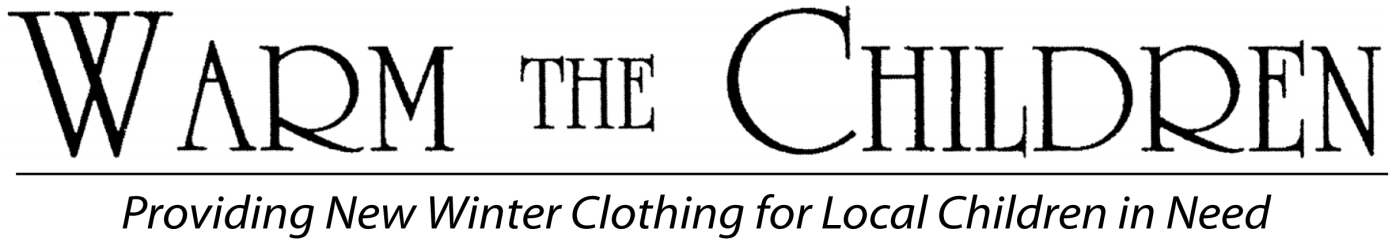 WARM THE CHILDREN
Providing New Winter Clothing for Local Children in Need